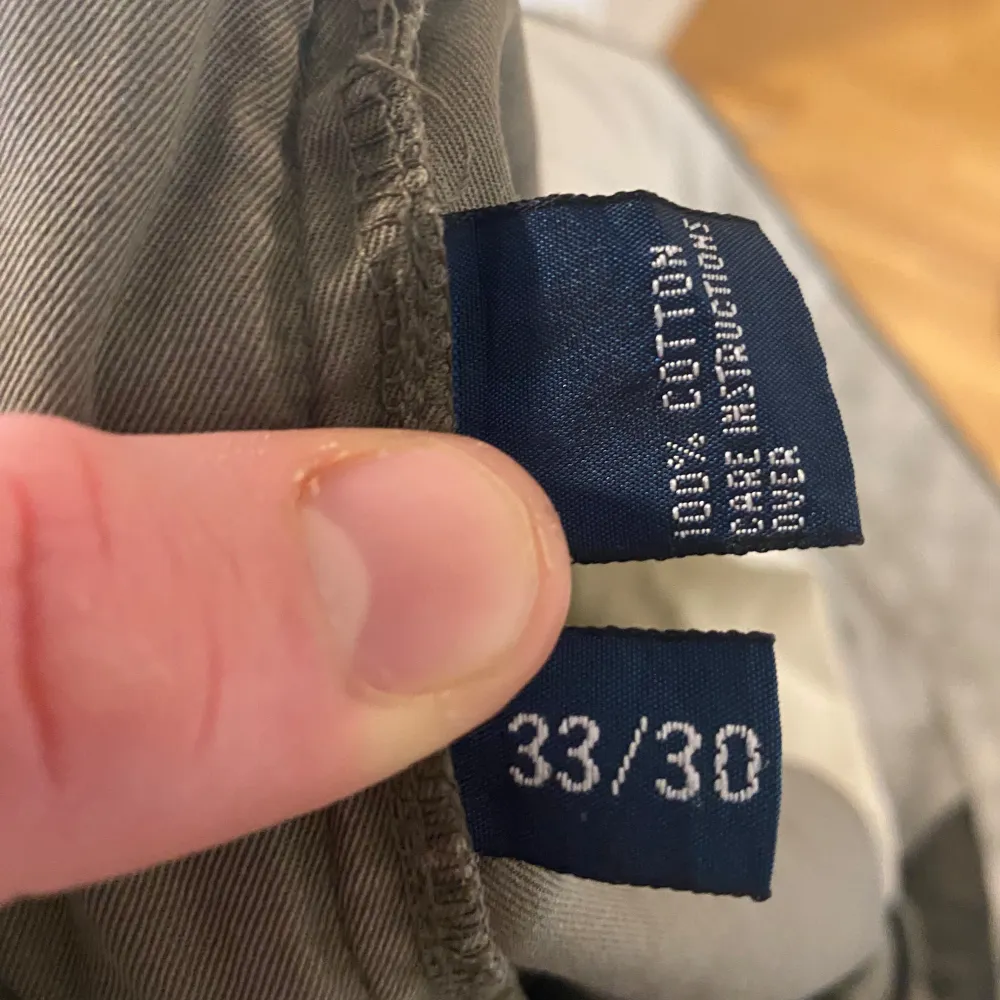 100% COTTON
CARE INSTRUCTIONS
OVER
33/30